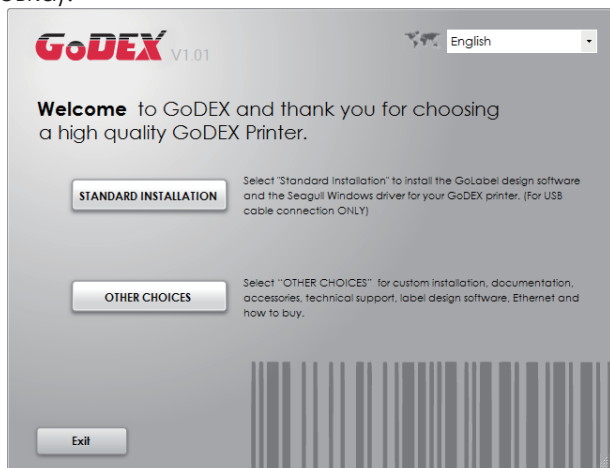 GoDEX V1.01
English
Welcome to GoDEX and thank you for choosing
a high quality GoDEX Printer.
STANDARD INSTALLATION
Select "Standard Installation" to install the GoLabel design software
and the Seagull Windows driver for your GoDEX printer. (For USB
cable connection ONLY)
OTHER CHOICES
Select "OTHER CHOICES" for custom installation, documentation,
accessories, technical support, label design software, Ethernet and
how to buy.
Exit